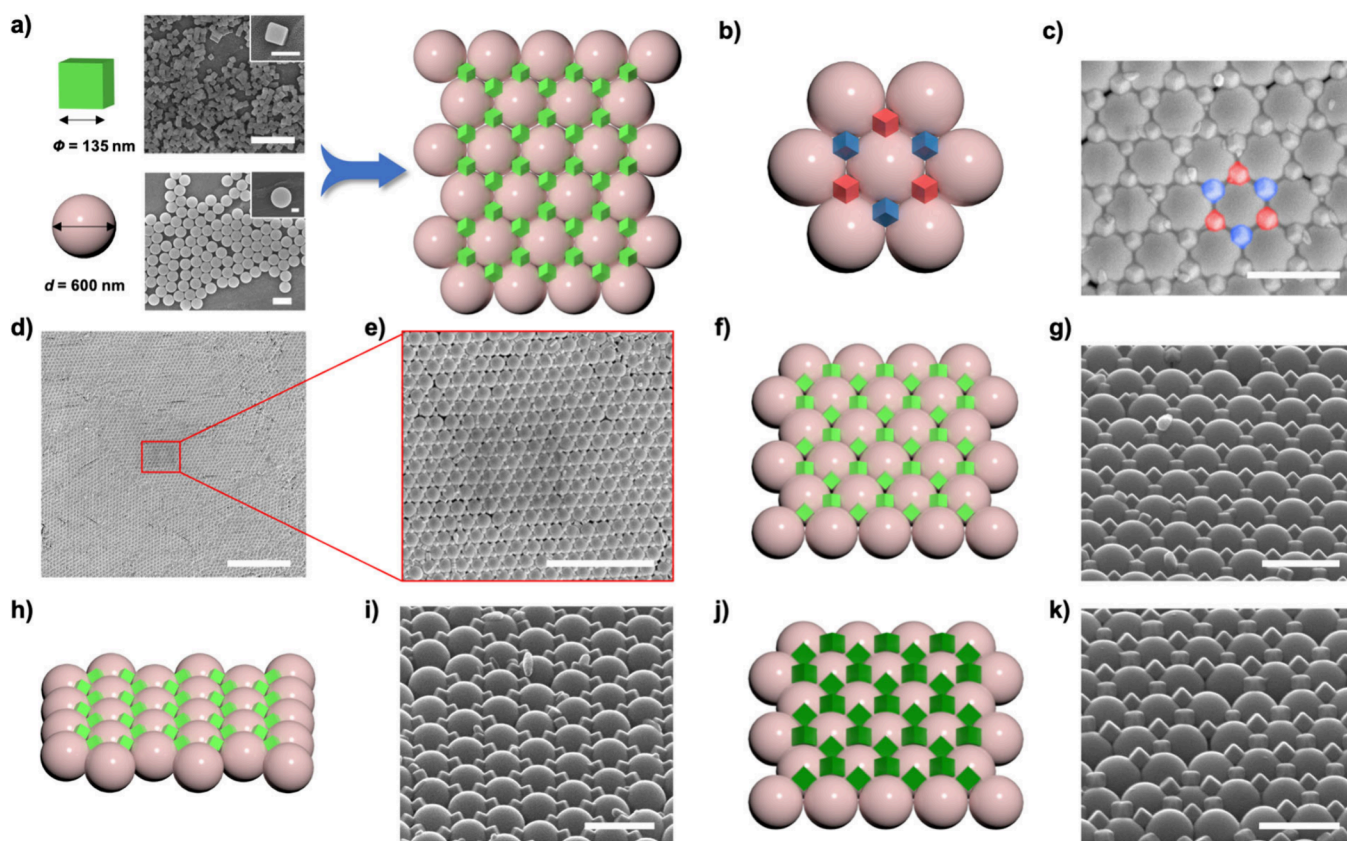 a)
b)
c)
Φ = 135 nm
d = 600 nm
d)
e)
f)
g)
h)
i)
j)
k)